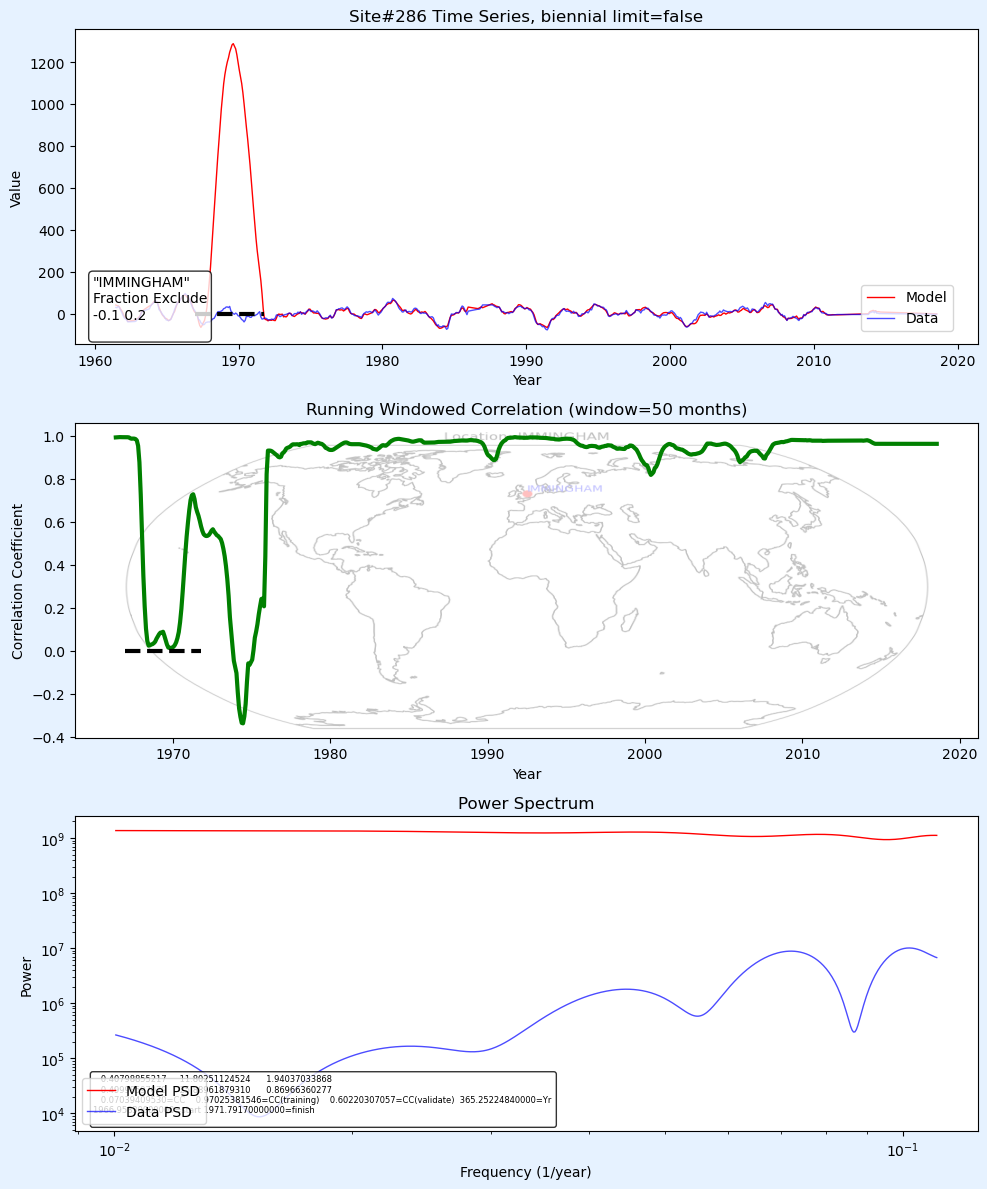 Site#286 Time Series, biennial limit=false
1200
1000
800
600
400
200
0
Value
"IMMINGHAM"
Fraction Exclude
-0.1 0.2
Model
Data
1960 1970 1980 1990 2000 2010 2020
Year
Running Windowed Correlation (window=50 months)
Location: IMMINGHAM
IMMINGHAM
1.0
0.8
0.6
0.4
0.2
0.0
−0.2
−0.4
Correlation Coefficient
1970 1980 1990 2000 2010 2020
Year
Power Spectrum
10⁹
10⁸
10⁷
10⁶
10⁵
10⁴
Power
11.80251124524 1.94037033868
0.86966360277
0.07039409530=CC 0.97025381546=CC(training) 0.60220307057=CC(validate) 365.25224840000=Yr
1971.79170000000=finish
Model PSD
Data PSD
10⁻² 10⁻¹
Frequency (1/year)